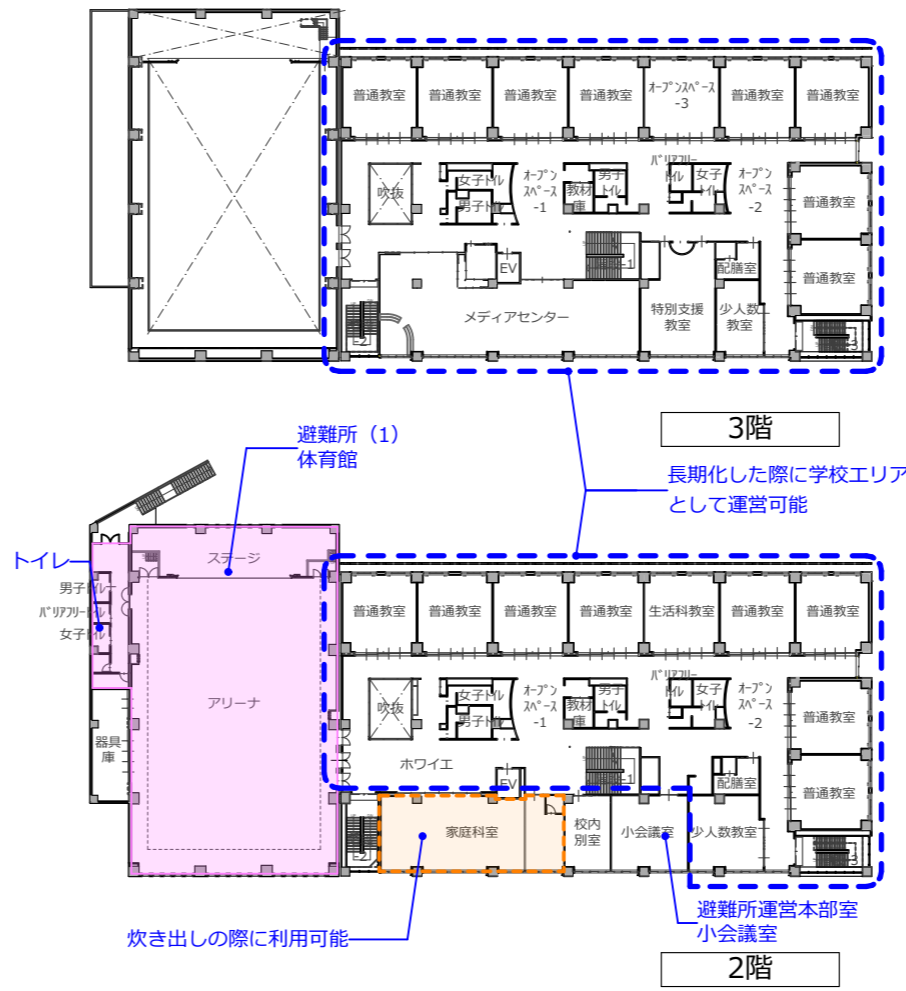 普通教室
普通教室
普通教室
普通教室
オープンスペース
-3
普通教室
普通教室
吹抜
女子トイレ
男子トイレ
オープン
スペース
-1
教材
庫
男子
トイレ
バリアフリー
トイレ
女子
トイレ
オープン
スペース
-2
普通教室
普通教室
EV
配膳室
メディアセンター
特別支援
教室
少人数
教室
3階
避難所（1）
体育館
長期化した際に学校エリア
として運営可能
トイレ
ステージ
男子トイレ
バリアフリートイレ
女子トイレ
アリーナ
器具
庫
普通教室
普通教室
普通教室
普通教室
生活科教室
普通教室
普通教室
吹抜
女子トイレ
男子トイレ
オープン
スペース
-1
教材
庫
男子
トイレ
バリアフリー
トイレ
女子
トイレ
オープン
スペース
-2
普通教室
普通教室
ホワイエ
EV
配膳室
家庭科室
校内
別室
小会議室
少人数教室
炊き出しの際に利用可能
避難所運営本部室
小会議室
2階